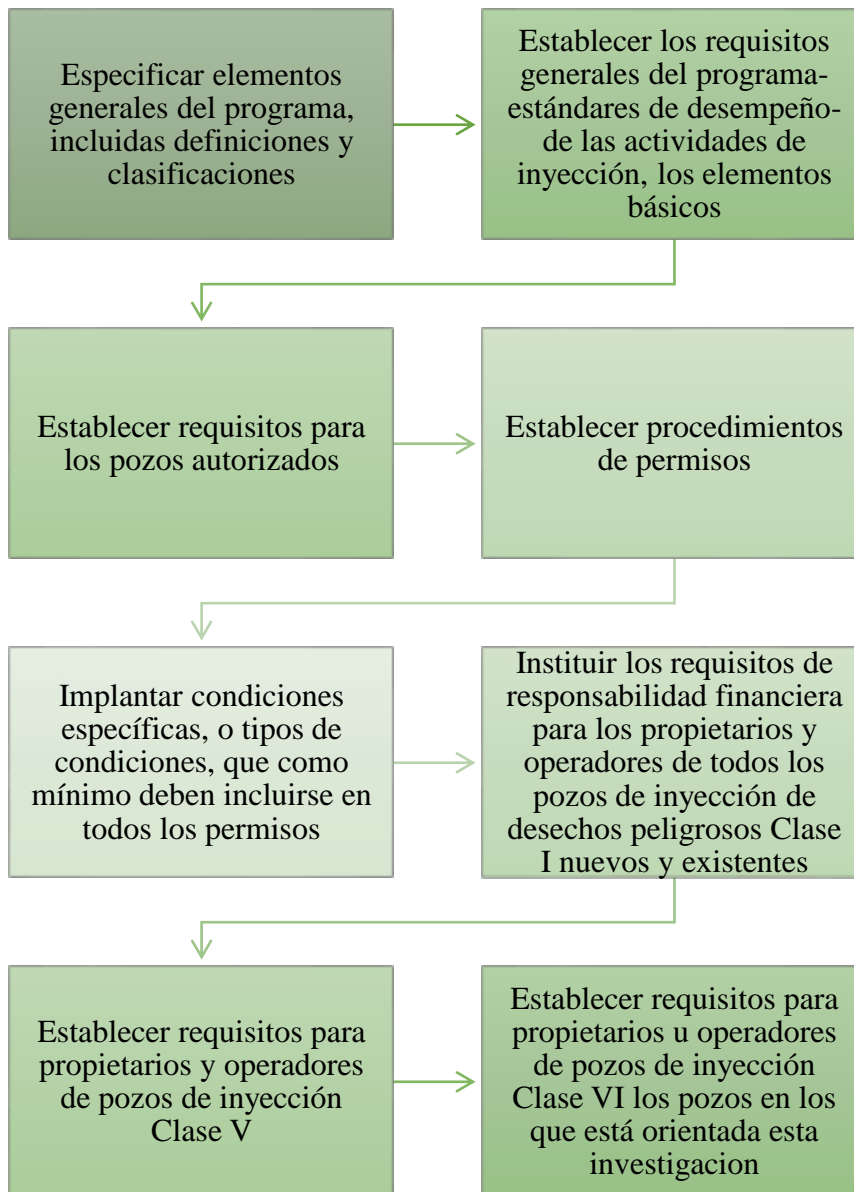 Especificar elementos
generales del programa,
incluidas definiciones y
clasificaciones
Establecer los requisitos
generales del programa-
estándares de desempeño-
de las actividades de
inyección, los elementos
básicos
Establecer requisitos para
los pozos autorizados
Establecer procedimientos
de permisos
Implantar condiciones
específicas, o tipos de
condiciones, que como
mínimo deben incluirse en
todos los permisos
Instituir los requisitos de
responsabilidad financiera
para los propietarios y
operadores de todos los
pozos de inyección de
desechos peligrosos Clase
I nuevos y existentes
Establecer requisitos para
propietarios y operadores
de pozos de inyección
Clase V
Establecer requisitos para
propietarios u operadores
de pozos de inyección
Clase VI los pozos en los
que está orientada esta
investigacion